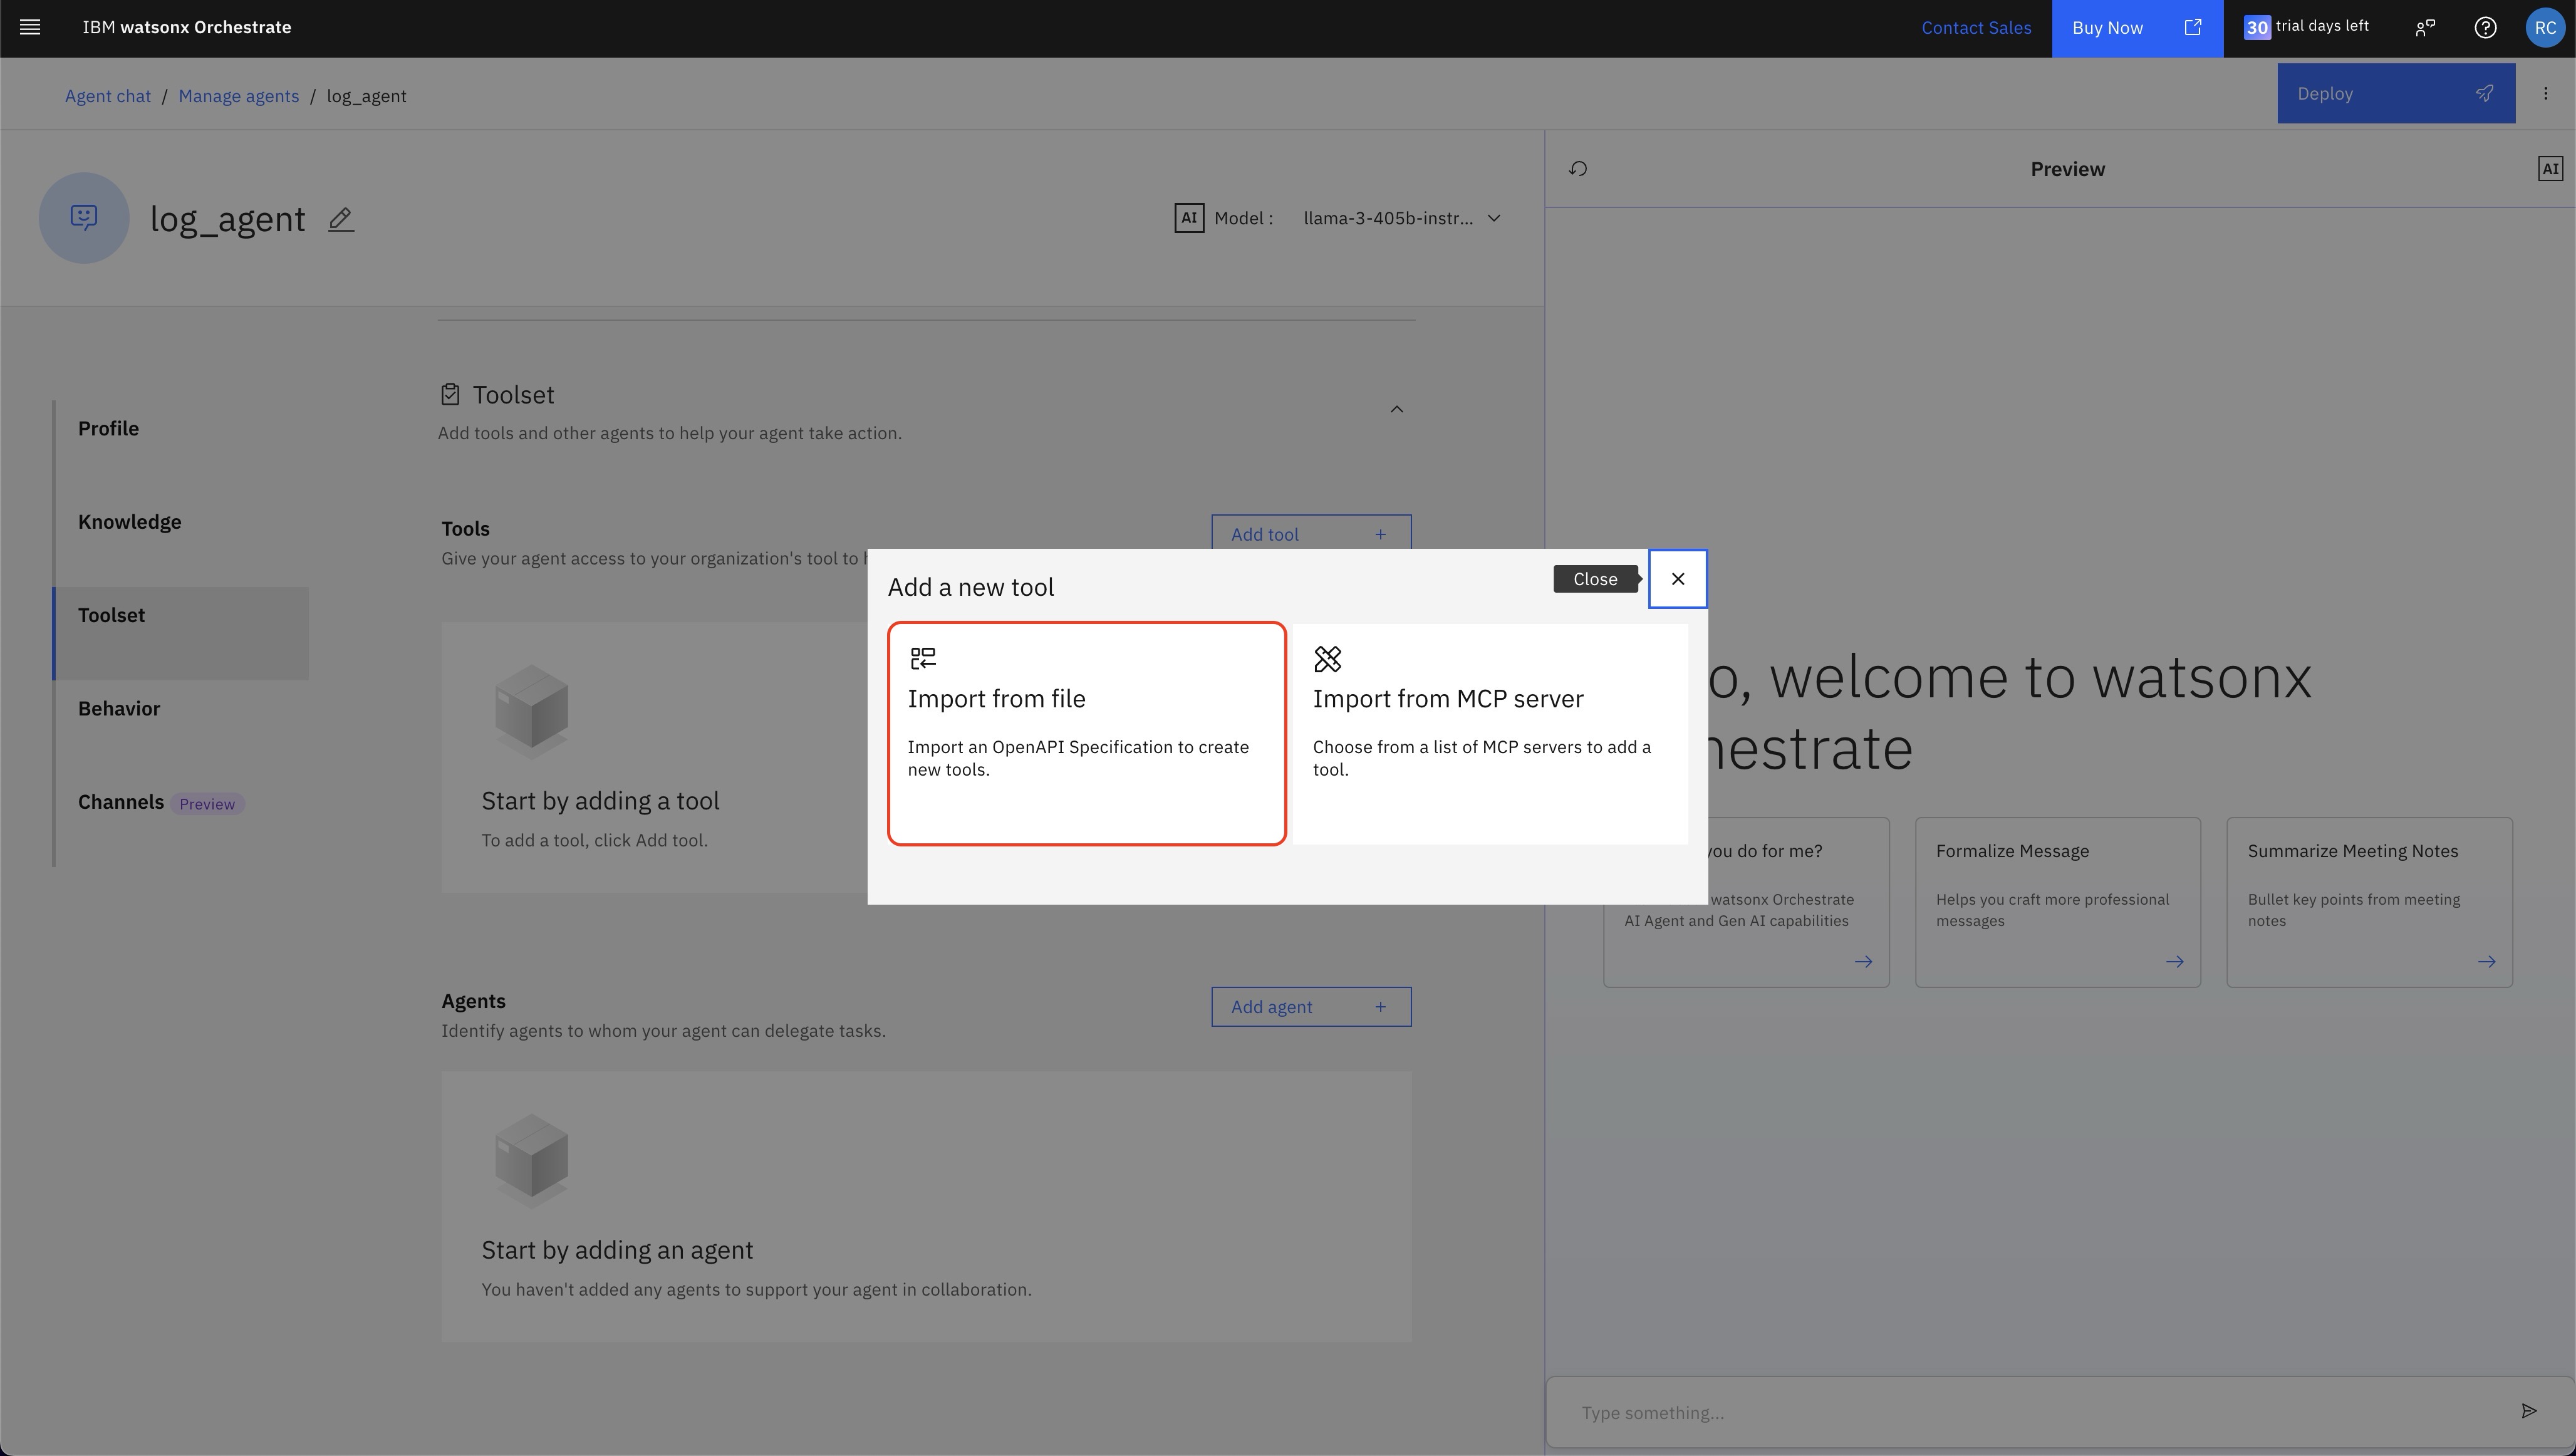 IBM watsonx Orchestrate
Contact Sales
Buy Now
30 trial days left
RC
Agent chat / Manage agents / log_agent
Deploy
log_agent
AI Model : llama-3-405b-instr...
Preview
AI
Profile
Knowledge
Toolset
Behavior
Channels Preview
Toolset
Add tools and other agents to help your agent take action.
Tools
Add tool +
Give your agent access to your organization's tool to
Start by adding a tool
To add a tool, click Add tool.
Agents
Add agent +
Identify agents to whom your agent can delegate tasks.
Start by adding an agent
You haven't added any agents to support your agent in collaboration.
Add a new tool
Close
Import from file
Import an OpenAPI Specification to create
new tools.
Import from MCP server
Choose from a list of MCP servers to add a
tool.
o, welcome to watsonx
hestrate
you do for me?
watsonx Orchestrate
AI Agent and Gen AI capabilities
Formalize Message
Helps you craft more professional
messages
Summarize Meeting Notes
Bullet key points from meeting
notes
Type something...